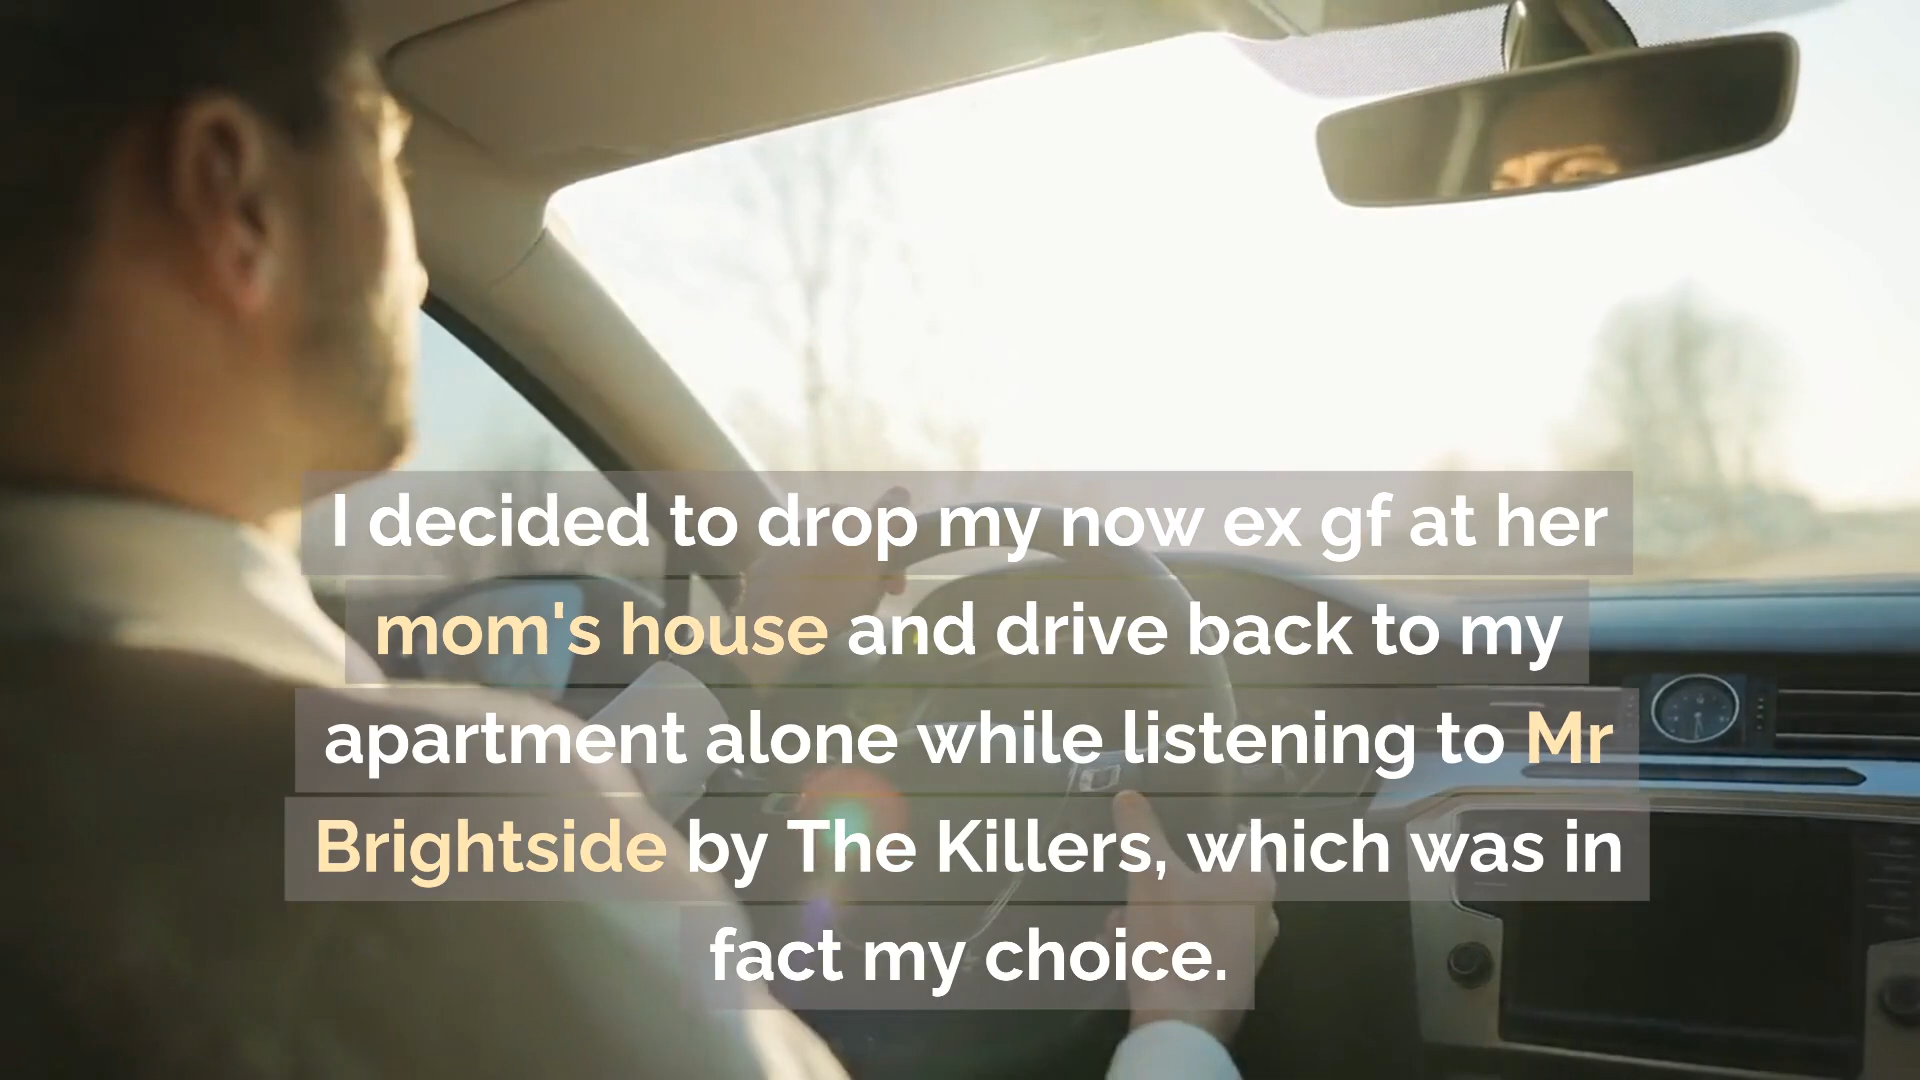 I decided to drop my now ex gf at her
mom's house and drive back to my
apartment alone while listening to Mr
Brightside by The Killers, which was in
fact my choice.